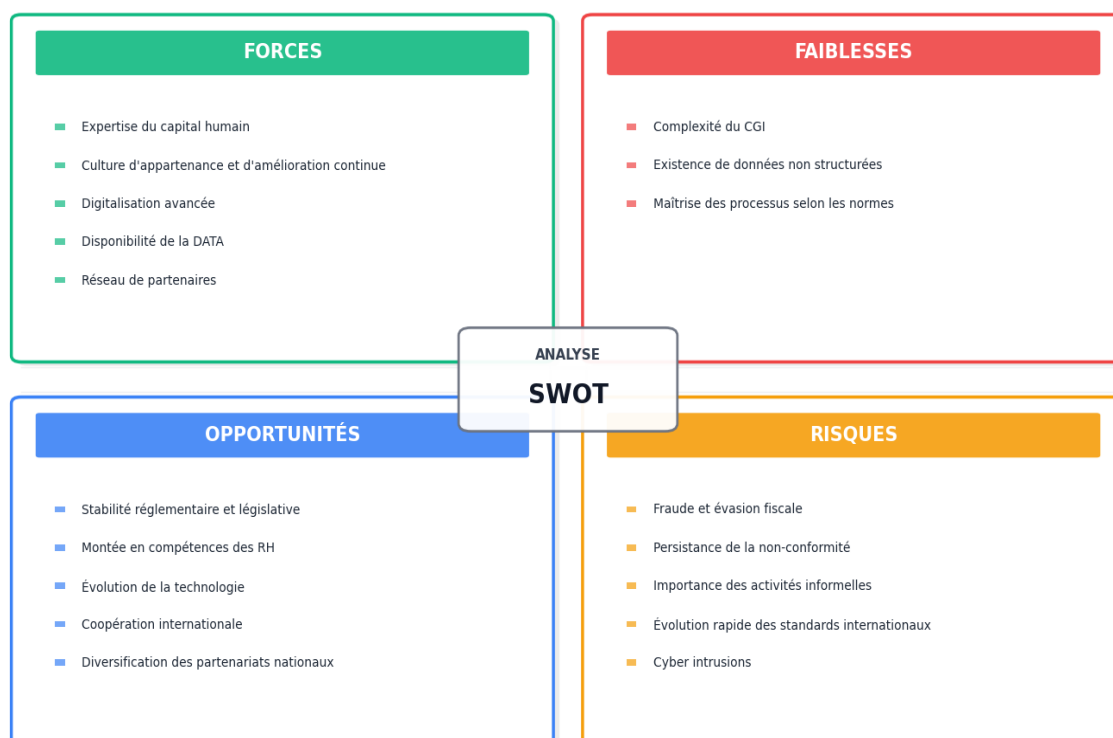 FORCES
Expertise du capital humain
Culture d'appartenance et d'amélioration continue
Digitalisation avancée
Disponibilité de la DATA
Réseau de partenaires
FAIBLESSES
Complexité du CGI
Existence de données non structurées
Maîtrise des processus selon les normes
ANALYSE
SWOT
OPPORTUNITÉS
Stabilité réglementaire et législative
Montée en compétences des RH
Évolution de la technologie
Coopération internationale
Diversification des partenariats nationaux
RISQUES
Fraude et évasion fiscale
Persistance de la non-conformité
Importance des activités informelles
Évolution rapide des standards internationaux
Cyber intrusions